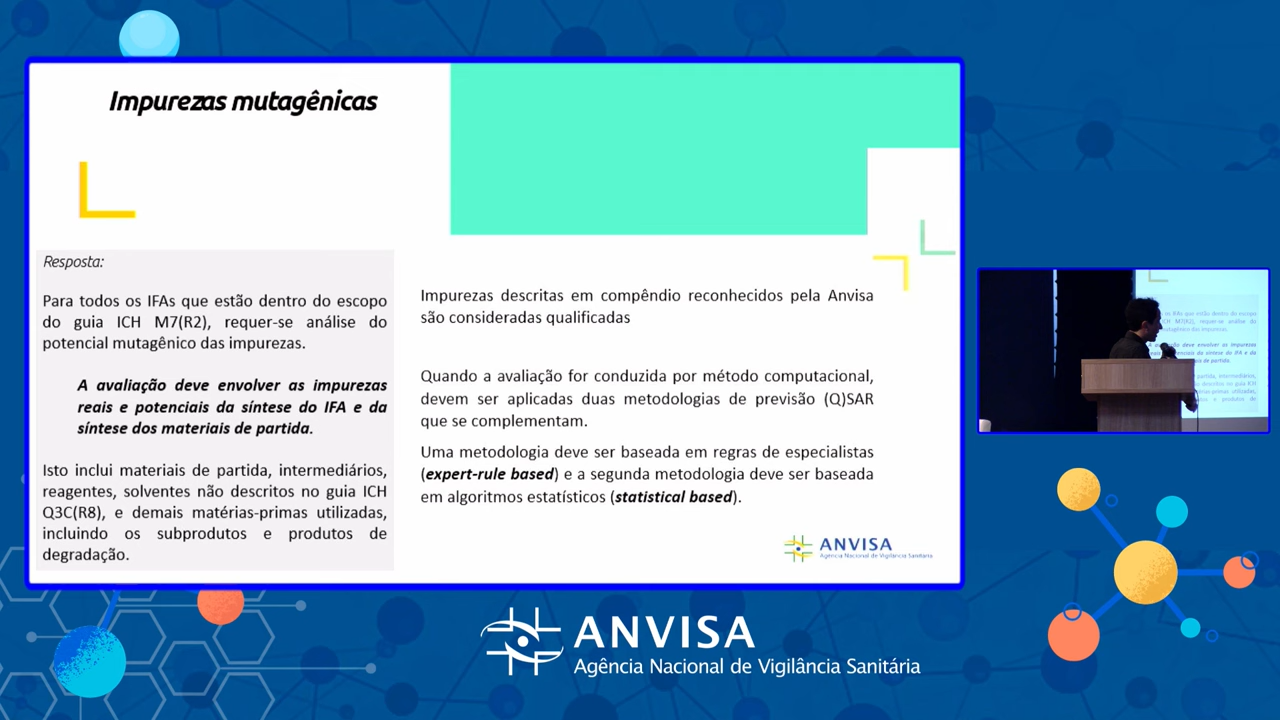 Impurezas mutagênicas
Resposta:
Para todos os IFAs que estão dentro do escopo
do guia ICH M7(R2), requer-se análise do
potencial mutagênico das impurezas.
A avaliação deve envolver as impurezas
reais e potenciais da síntese do IFA e da
síntese dos materiais de partida.
Isto inclui materiais de partida, intermediários,
reagentes, solventes não descritos no guia ICH
Q3C(R8), e demais matérias-primas utilizadas,
incluindo os subprodutos e produtos de
degradação.
Impurezas descritas em compêndio reconhecidos pela Anvisa
são consideradas qualificadas
Quando a avaliação for conduzida por método computacional,
devem ser aplicadas duas metodologias de previsão (Q)SAR
que se complementam.
Uma metodologia deve ser baseada em regras de especialistas
(expert-rule based) e a segunda metodologia deve ser baseada
em algoritmos estatísticos (statistical based).
ANVISA
Agência Nacional de Vigilância Sanitária
ANVISA
Agência Nacional de Vigilância Sanitária